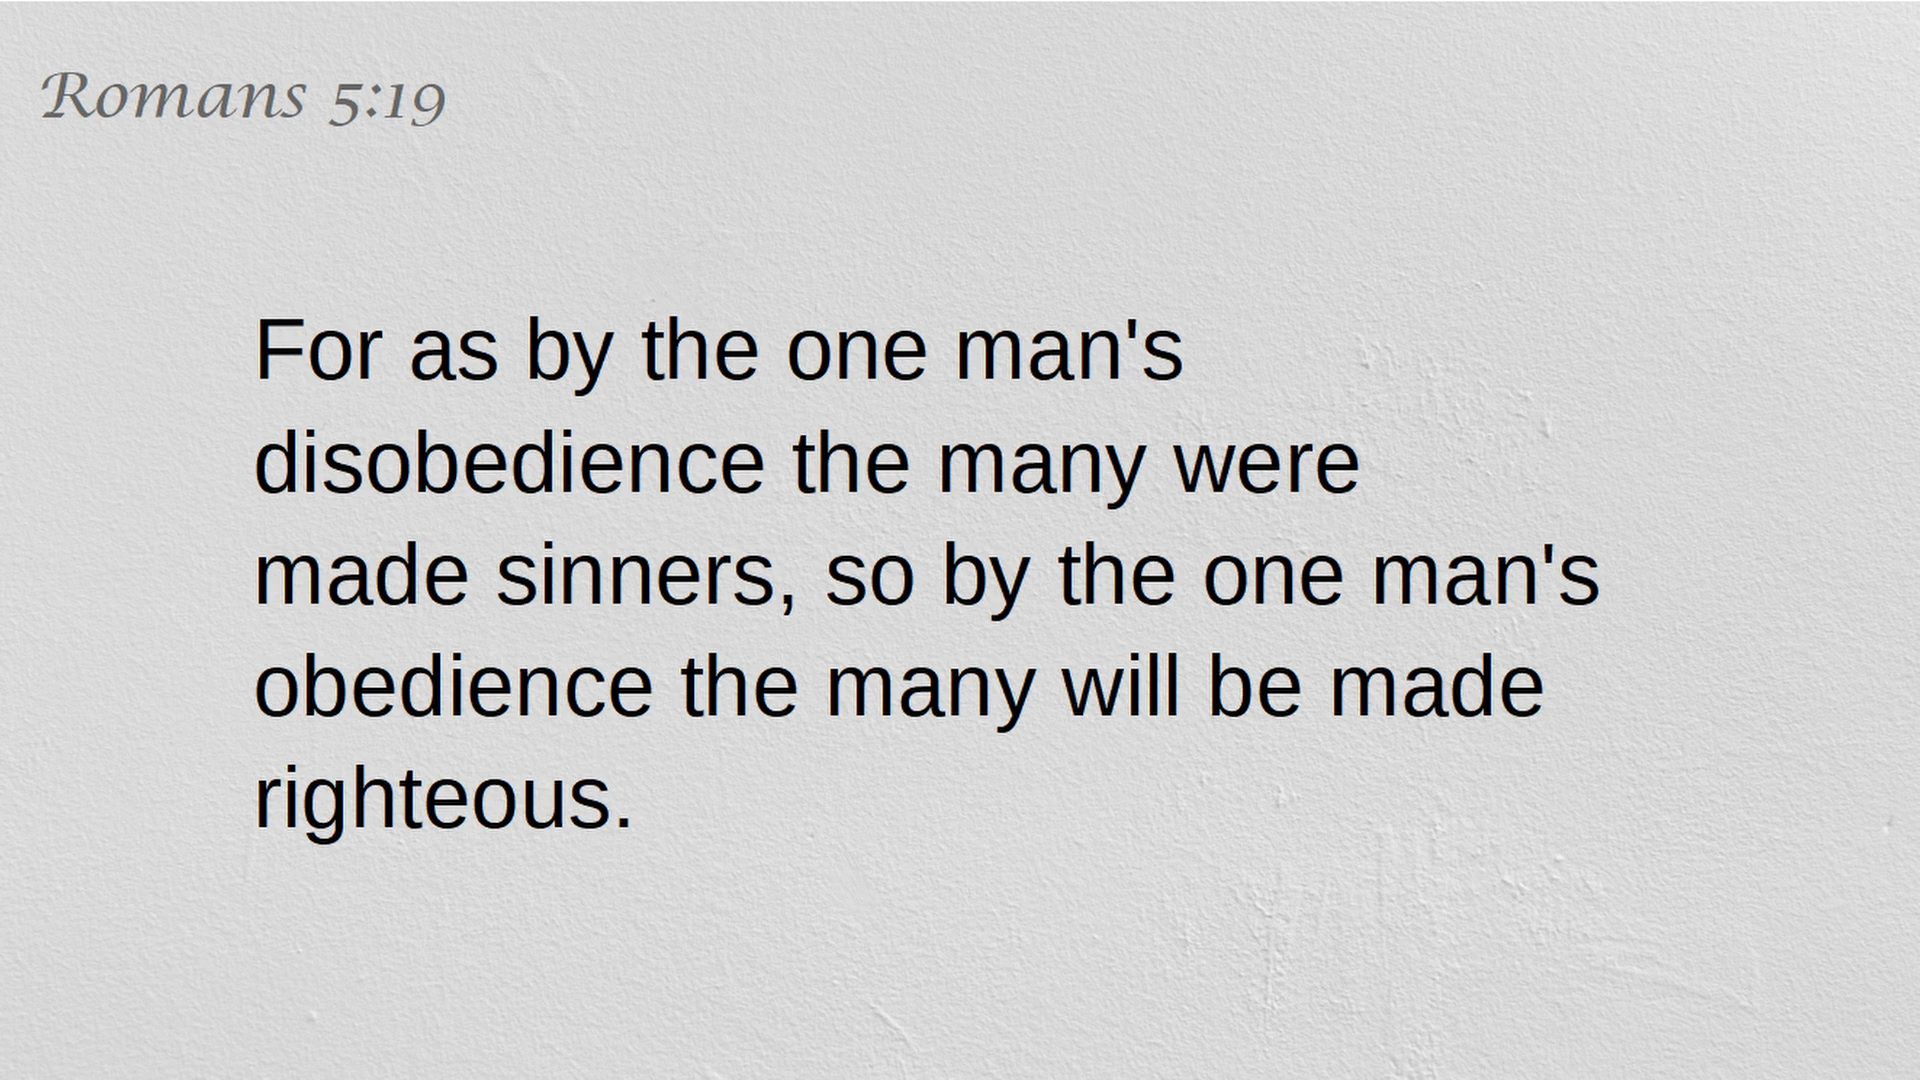 Romans 5:19
For as by the one man's
disobedience the many were
made sinners, so by the one man's
obedience the many will be made
righteous.